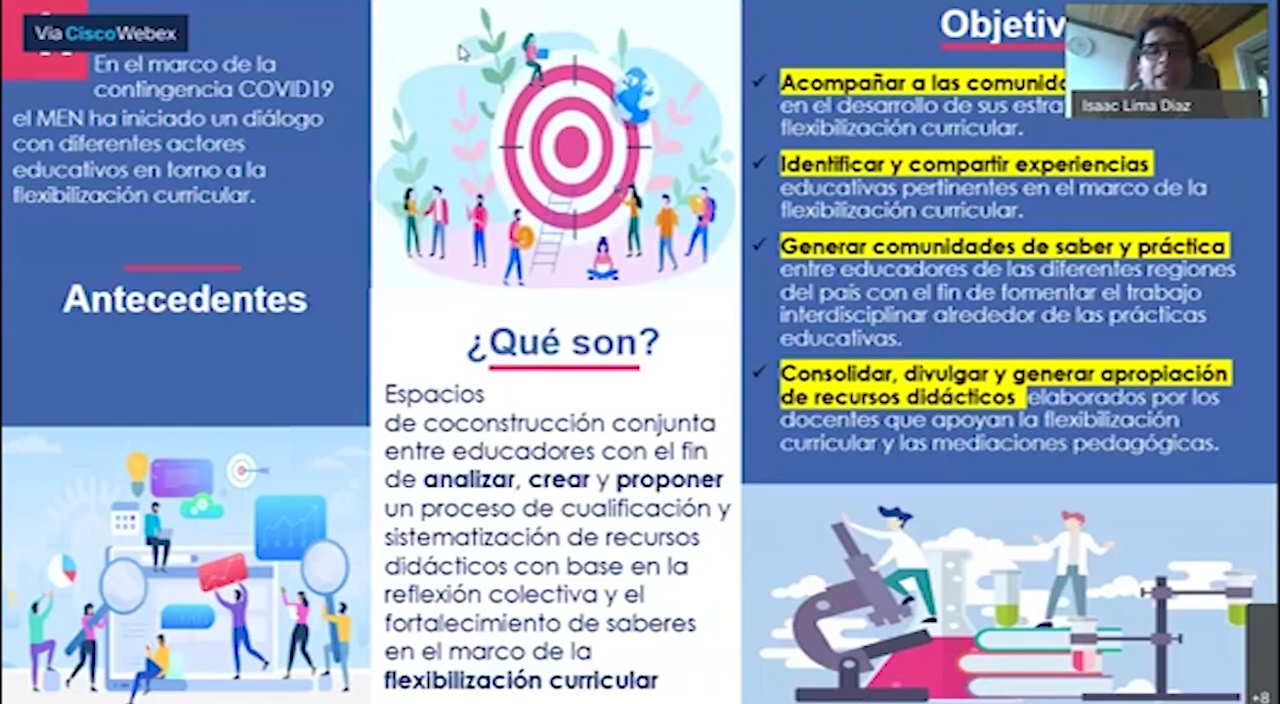 Vía CiscoWebex
En el marco de la
contingencia COVID19
el MEN ha iniciado un diálogo
con diferentes actores
educativos en torno a la
flexibilización curricular.
Antecedentes
¿Qué son?
Espacios
de coconstrucción conjunta
entre educadores con el fin
de analizar, crear y proponer
un proceso de cualificación y
sistematización de recursos
didácticos con base en la
reflexión colectiva y el
fortalecimiento de saberes
en el marco de la
flexibilización curricular
Objetiv
Isaac Lima Diaz
✓ Acompañar a las comunid
en el desarrollo de sus estra
flexibilización curricular.
✓ Identificar y compartir experiencias
educativas pertinentes en el marco de la
flexibilización curricular.
✓ Generar comunidades de saber y práctica
entre educadores de las diferentes regiones
del país con el fin de fomentar el trabajo
interdisciplinar alrededor de las prácticas
educativas.
✓ Consolidar, divulgar y generar apropiación
de recursos didácticos elaborados por los
docentes que apoyan la flexibilización
curricular y las mediaciones pedagógicas.
+8